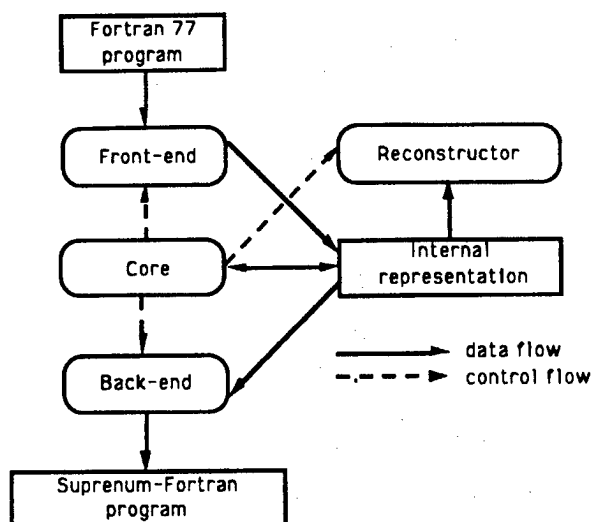 Fortran 77
program
Front-end
Reconstructor
Core
Internal
representation
data flow
control flow
Back-end
Suprenum-Fortran
program